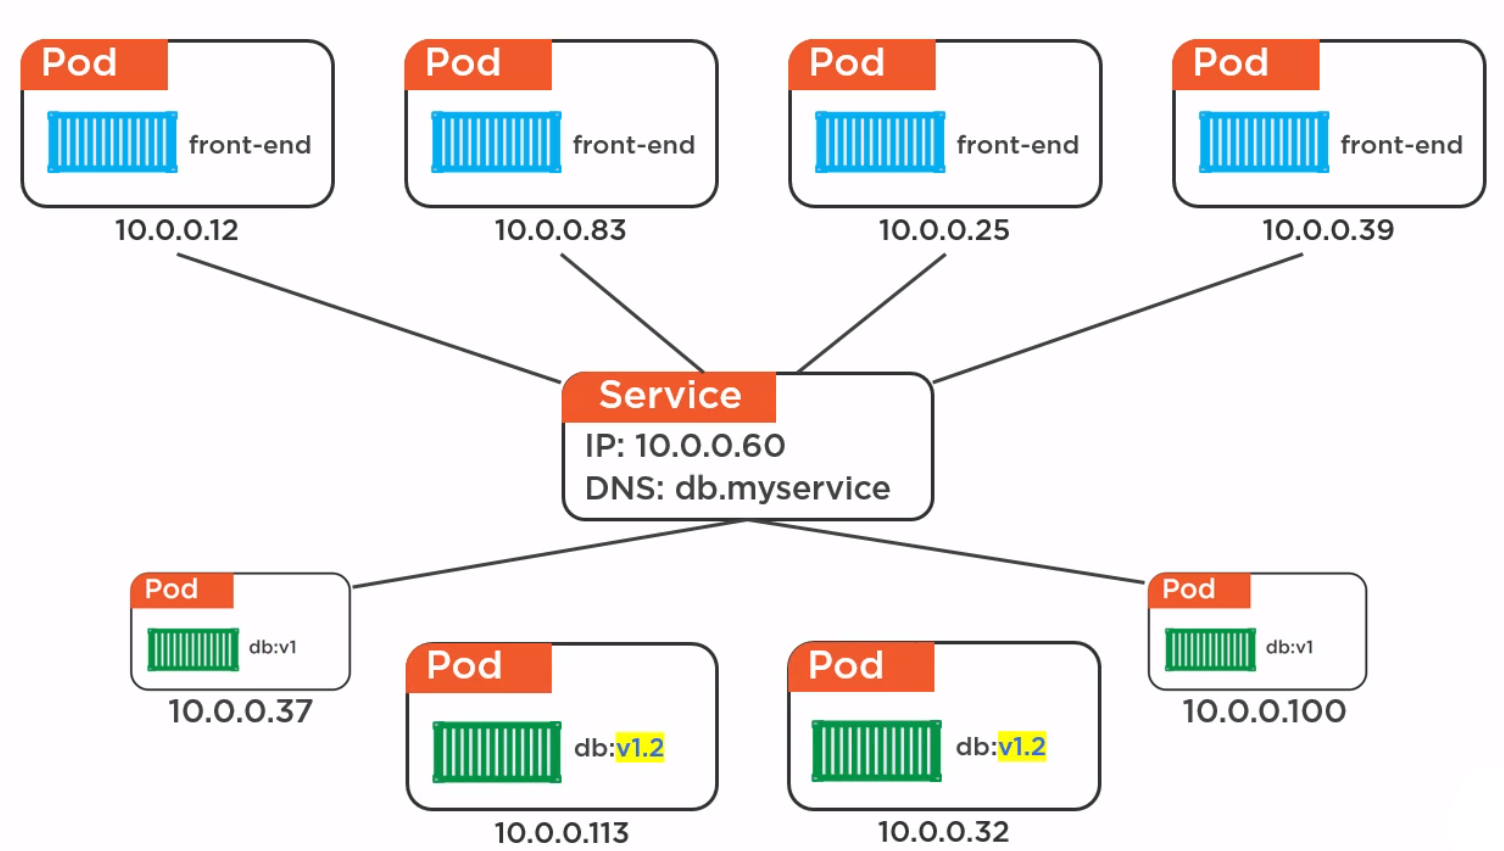 Pod
front-end
10.0.0.12
Pod
front-end
10.0.0.83
Pod
front-end
10.0.0.25
Pod
front-end
10.0.0.39
Service
IP: 10.0.0.60
DNS: db.myservice
Pod
db:v1
10.0.0.37
Pod
db:v1.2
10.0.0.113
Pod
db:v1.2
10.0.0.32
Pod
db:v1
10.0.0.100